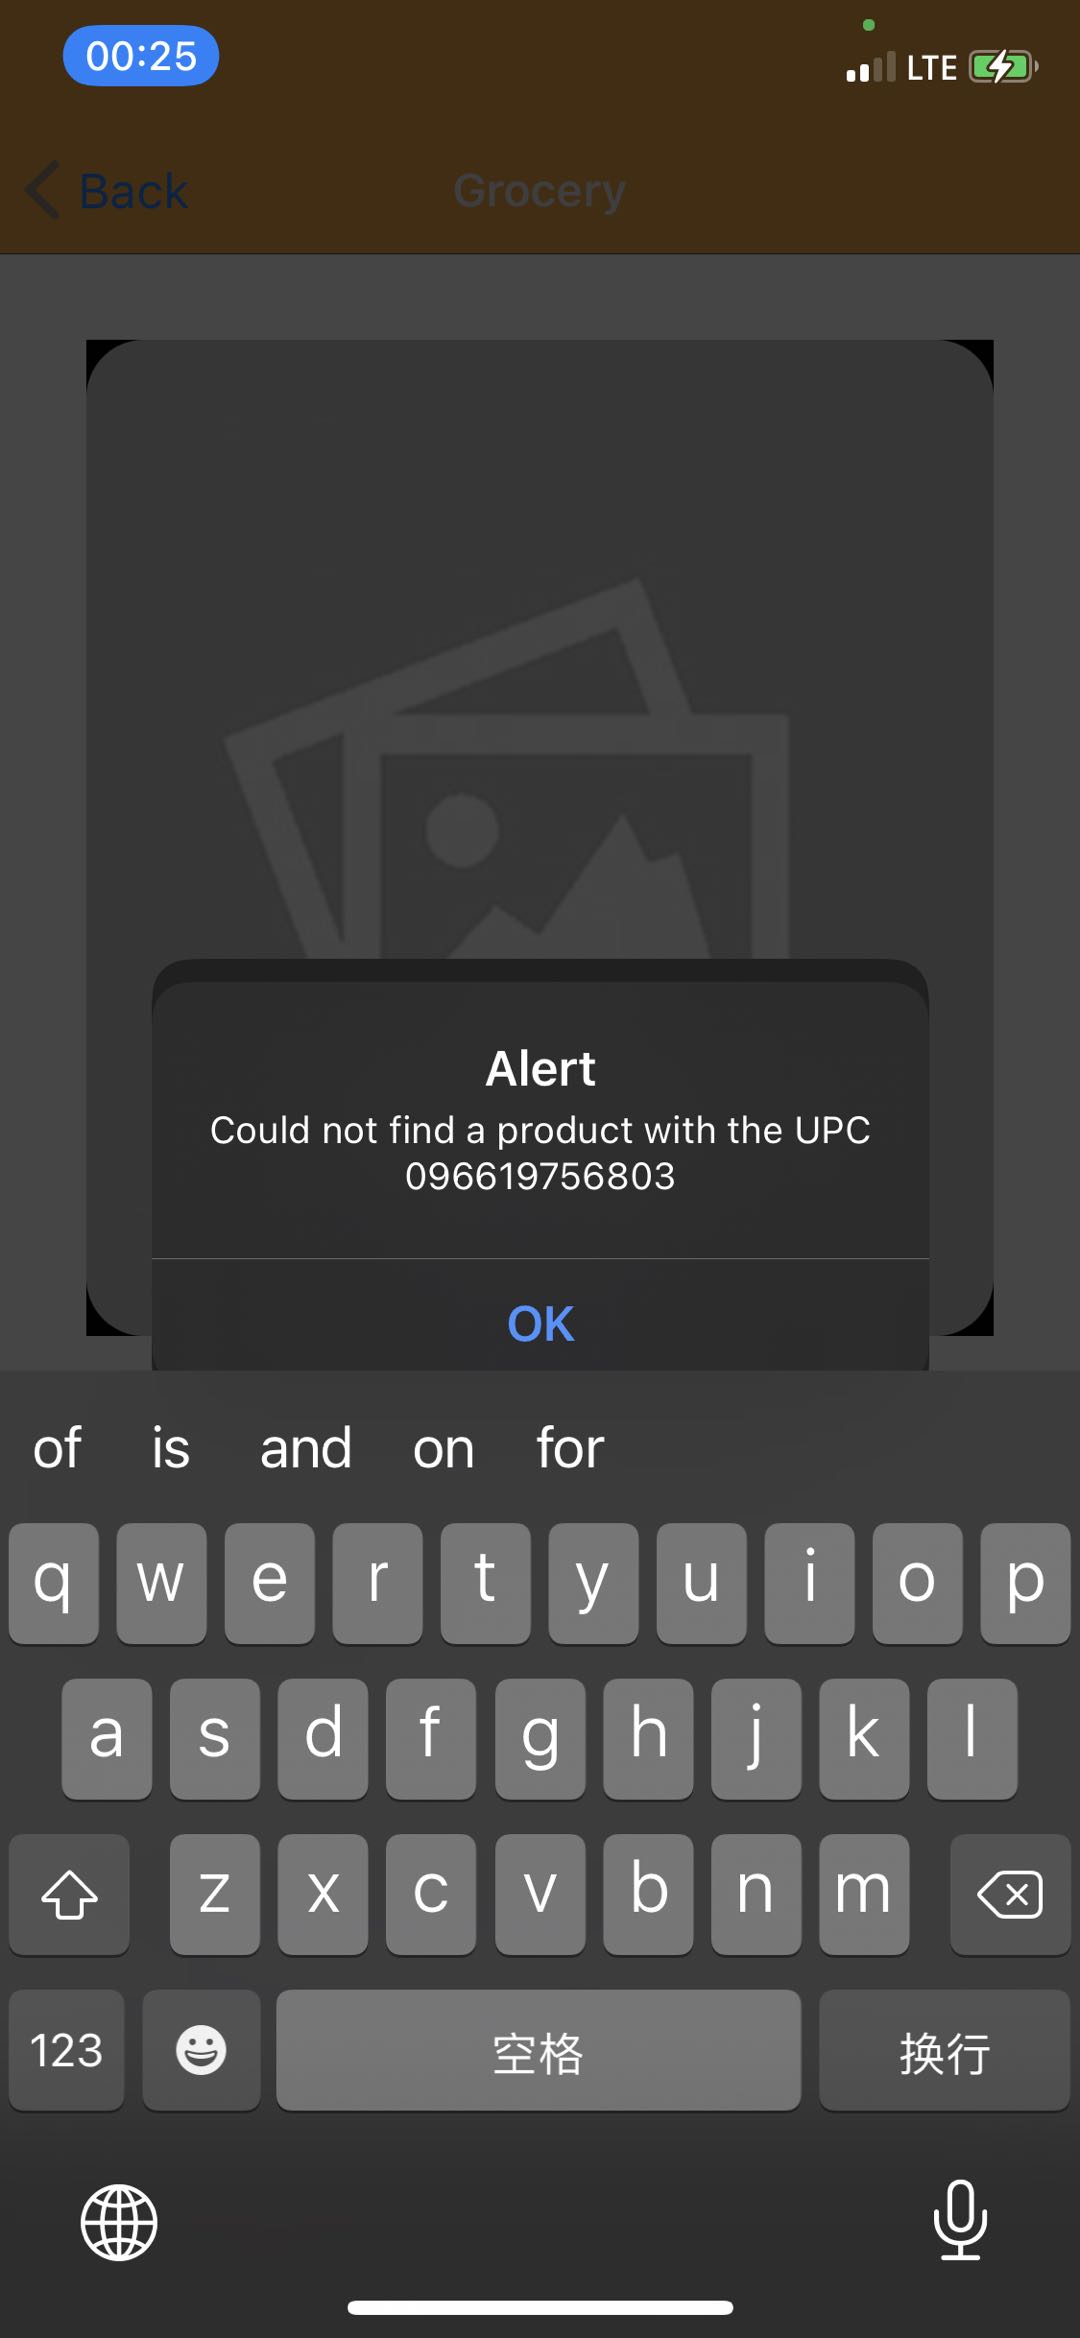 00:25
LTE
Back
Grocery
Alert
Could not find a product with the UPC
096619756803
OK
of is and on for
q w e r t y u i o p
a s d f g h j k l
z x c v b n m
123 空格 换行